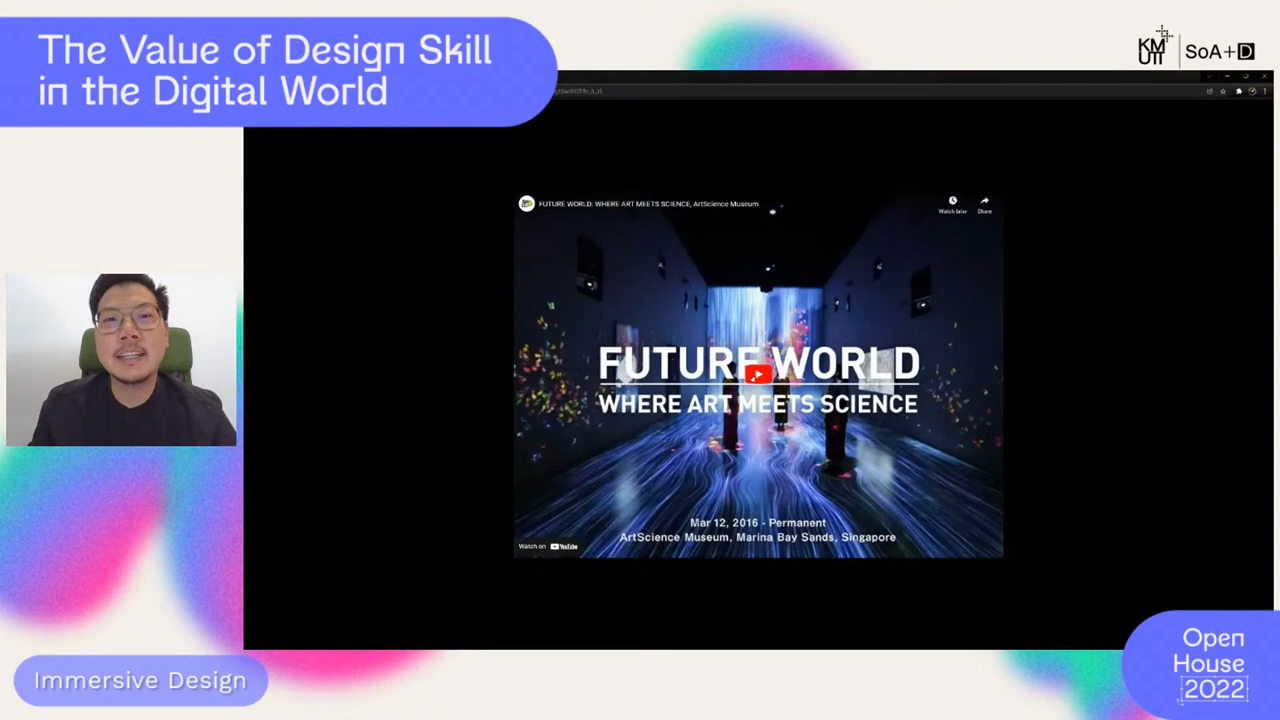 The Value of Design Skill
in the Digital World
KM
UTT
SoA+D
FUTURE WORLD: WHERE ART MEETS SCIENCE, ArtScience Museum
Watch later
Share
FUTURE WORLD
WHERE ART MEETS SCIENCE
Mar 12, 2016 - Permanent
ArtScience Museum, Marina Bay Sands, Singapore
Watch on YouTube
Immersive Design
Open
House
2022